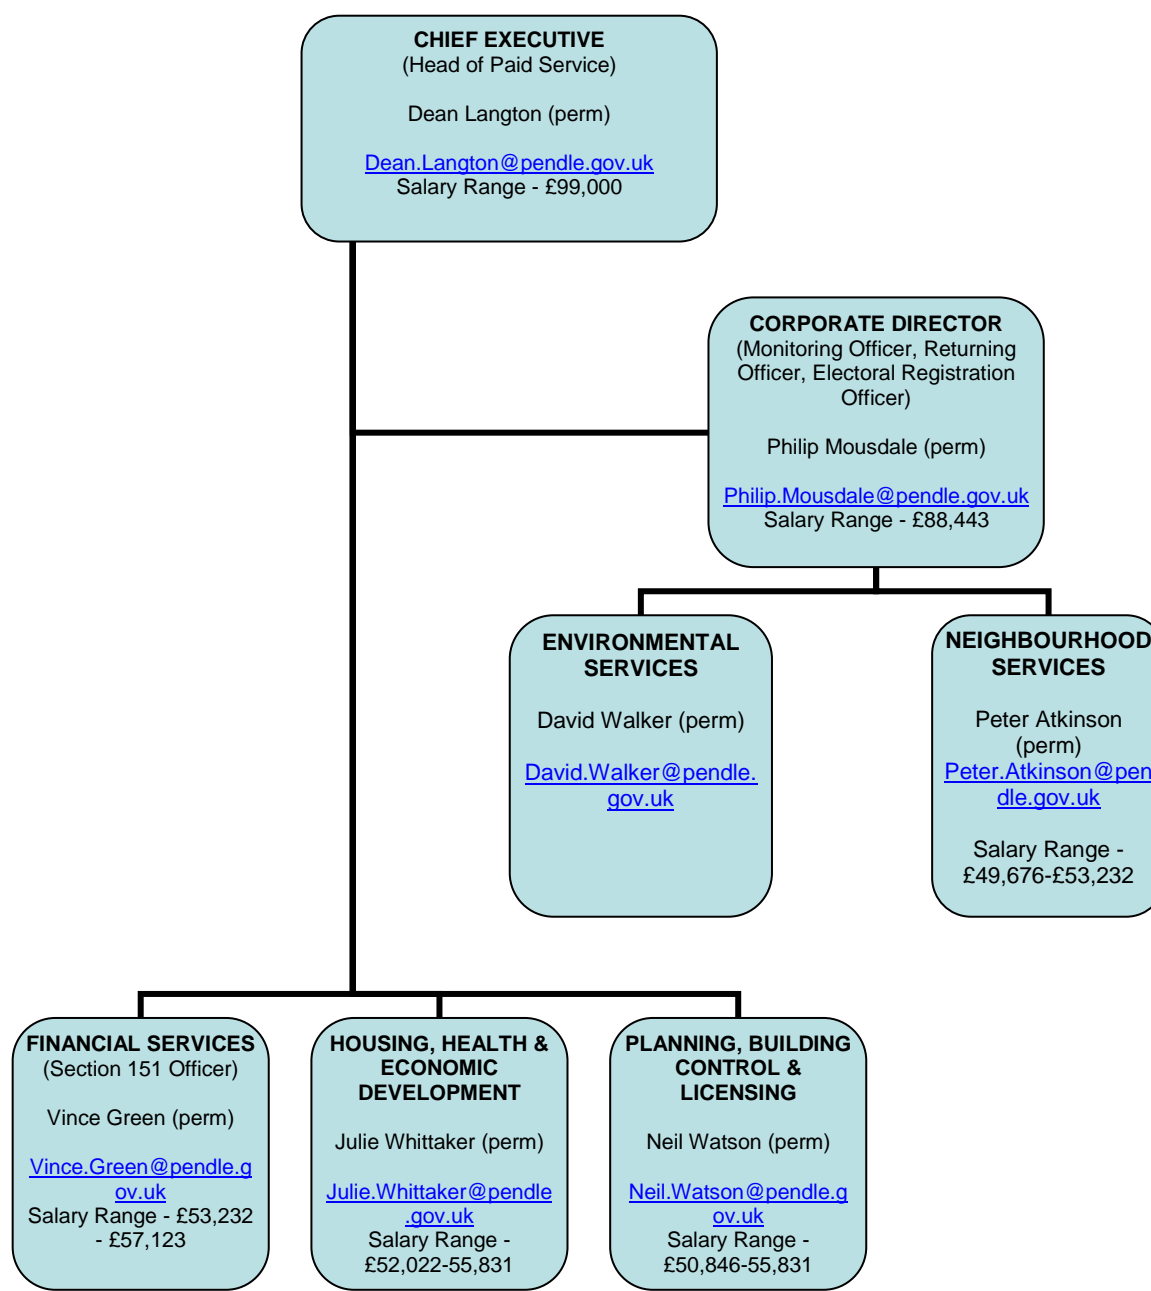 CHIEF EXECUTIVE
(Head of Paid Service)
Dean Langton (perm)
Dean.Langton@pendle.gov.uk
Salary Range - £99,000
CORPORATE DIRECTOR
(Monitoring Officer, Returning
Officer, Electoral Registration
Officer)
Philip Mousdale (perm)
Philip.Mousdale@pendle.gov.uk
Salary Range - £88,443
ENVIRONMENTAL
SERVICES
David Walker (perm)
David.Walker@pendle.
gov.uk
NEIGHBOURHOOD
SERVICES
Peter Atkinson
(perm)
Peter.Atkinson@pen
dle.gov.uk
Salary Range -
£49,676-£53,232
FINANCIAL SERVICES
(Section 151 Officer)
Vince Green (perm)
Vince.Green@pendle.g
ov.uk
Salary Range - £53,232
- £57,123
HOUSING, HEALTH &
ECONOMIC
DEVELOPMENT
Julie Whittaker (perm)
Julie.Whittaker@pendle
.gov.uk
Salary Range -
£52,022-55,831
PLANNING, BUILDING
CONTROL &
LICENSING
Neil Watson (perm)
Neil.Watson@pendle.g
ov.uk
Salary Range -
£50,846-55,831